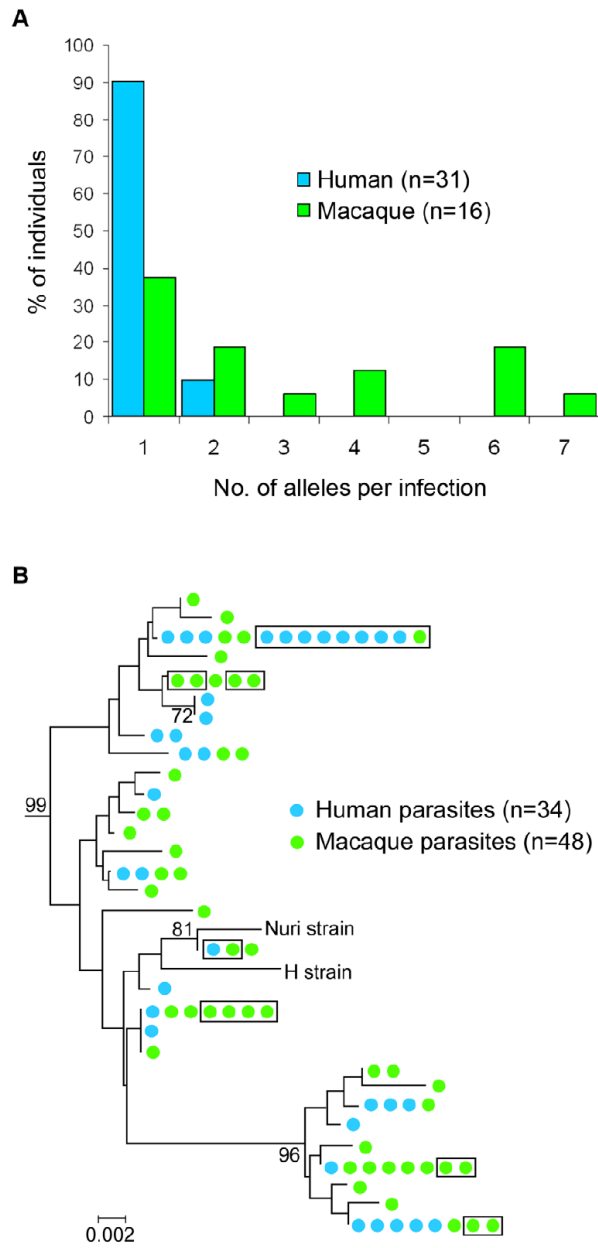 A
100
90
80
70
60
50
40
30
20
10
0
% of individuals
Human (n=31)
Macaque (n=16)
1 2 3 4 5 6 7
No. of alleles per infection
B
72
99
Human parasites (n=34)
Macaque parasites (n=48)
81
Nuri strain
H strain
96
0.002